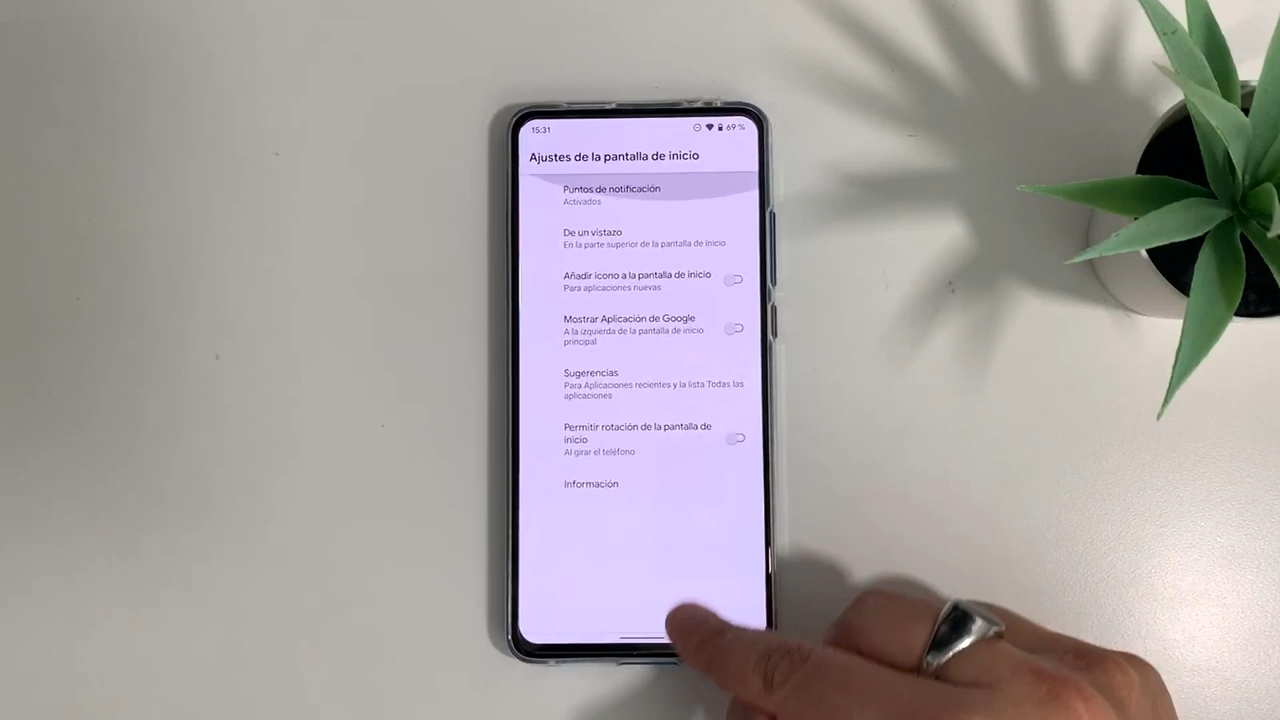 15:31
69 %
Ajustes de la pantalla de inicio
Puntos de notificación
Activados
De un vistazo
En la parte superior de la pantalla de inicio
Añadir icono a la pantalla de inicio
Para aplicaciones nuevas
Mostrar Aplicación de Google
A la izquierda de la pantalla de inicio
principal
Sugerencias
Para Aplicaciones recientes y la lista Todas las
aplicaciones
Permitir rotación de la pantalla de
inicio
Al girar el teléfono
Información